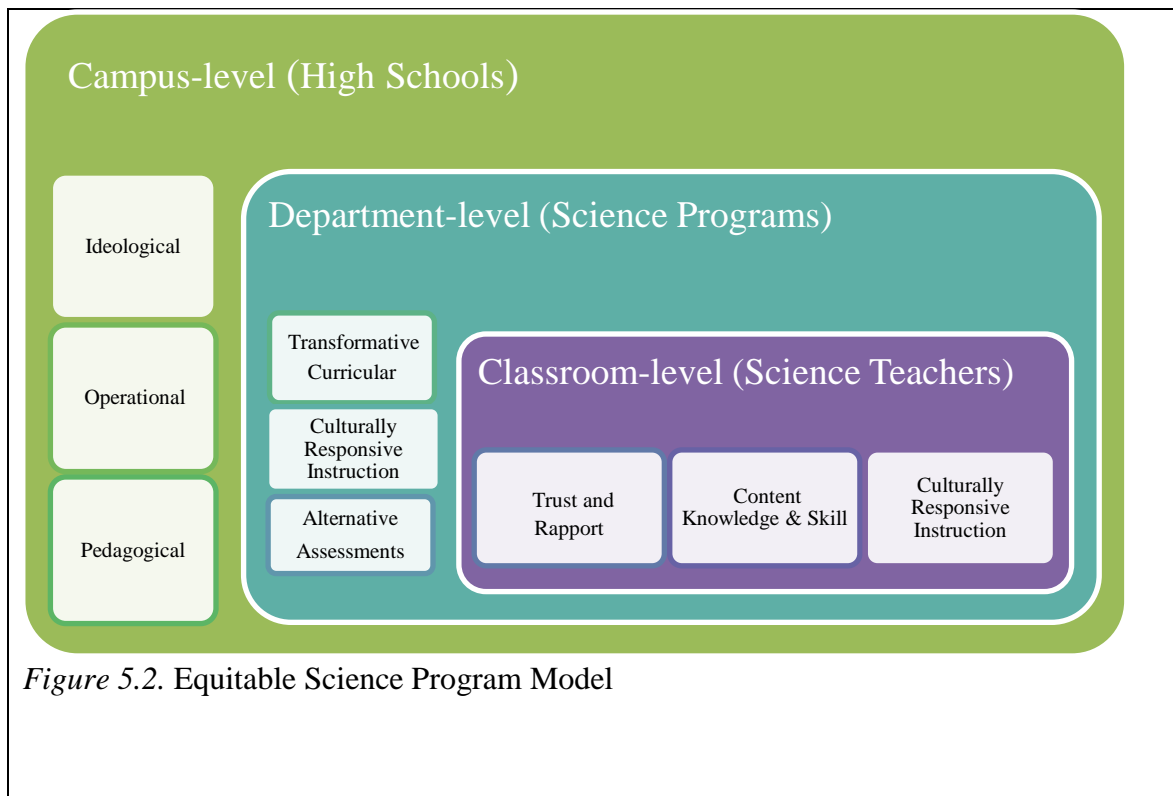 Campus-level (High Schools)
Ideological
Operational
Pedagogical
Department-level (Science Programs)
Transformative
Curricular
Culturally
Responsive
Instruction
Alternative
Assessments
Classroom-level (Science Teachers)
Trust and
Rapport
Content
Knowledge & Skill
Culturally
Responsive
Instruction
Figure 5.2. Equitable Science Program Model